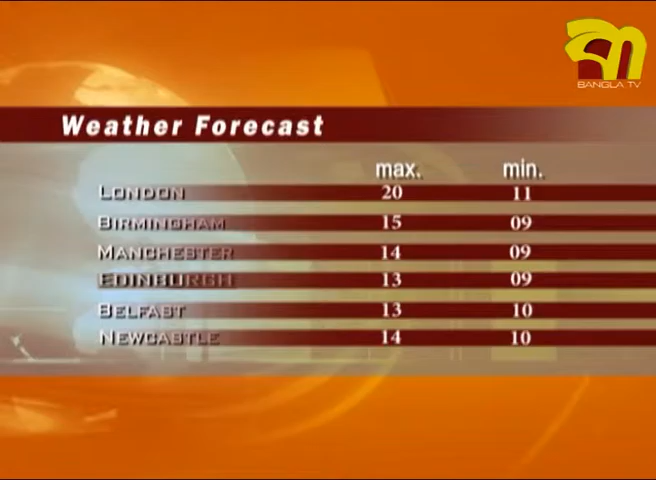 BANGLA TV
Weather Forecast
max. min.
LONDON 20 11
BIRMINGHAM 15 09
MANCHESTER 14 09
EDINBURGH 13 09
BELFAST 13 10
NEWCASTLE 14 10